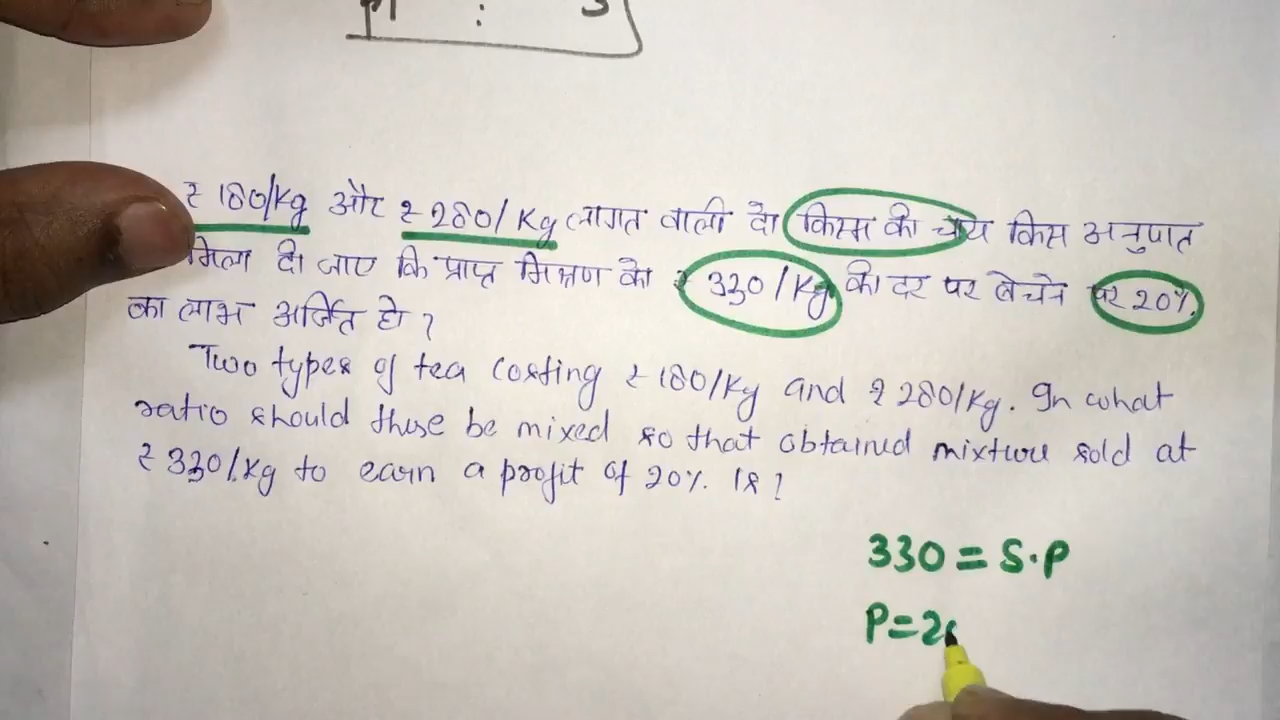 M : S
₹ 180/Kg और ₹ 280/Kg लागत वाली दो किस्म की चाय किस अनुपात
मिला दी जाए कि प्राप्त मिश्रण को ₹ 330/Kg की दर पर बेचने पर 20%
का लाभ अर्जित हो ?
Two types of tea costing ₹ 180/Kg and ₹ 280/Kg. In what
ratio should these be mixed so that obtained mixture sold at
₹ 330/Kg to earn a profit of 20%. is ?
330 = S.P
P=20